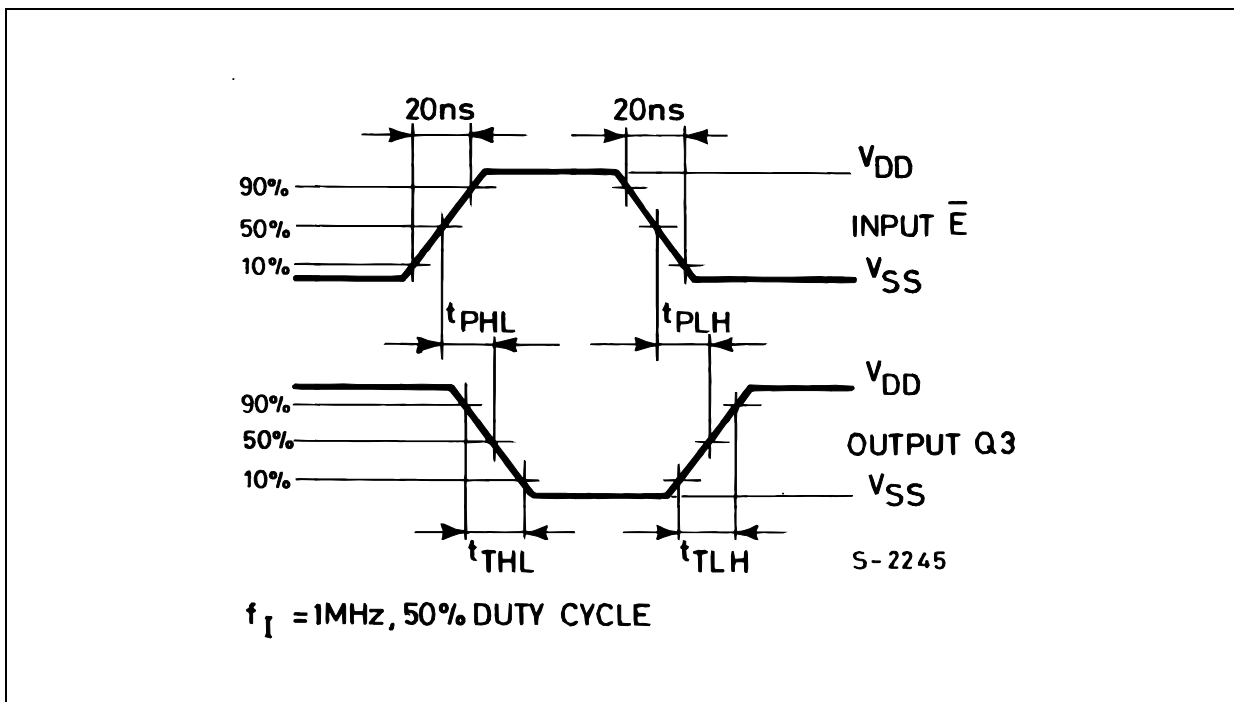 20ns 20ns
V_DD
90%
50% INPUT E̅
10% V_SS
t_PHL t_PLH
V_DD
90%
50% OUTPUT Q3
10% V_SS
t_THL t_TLH S-2245
f_I = 1MHz, 50% DUTY CYCLE